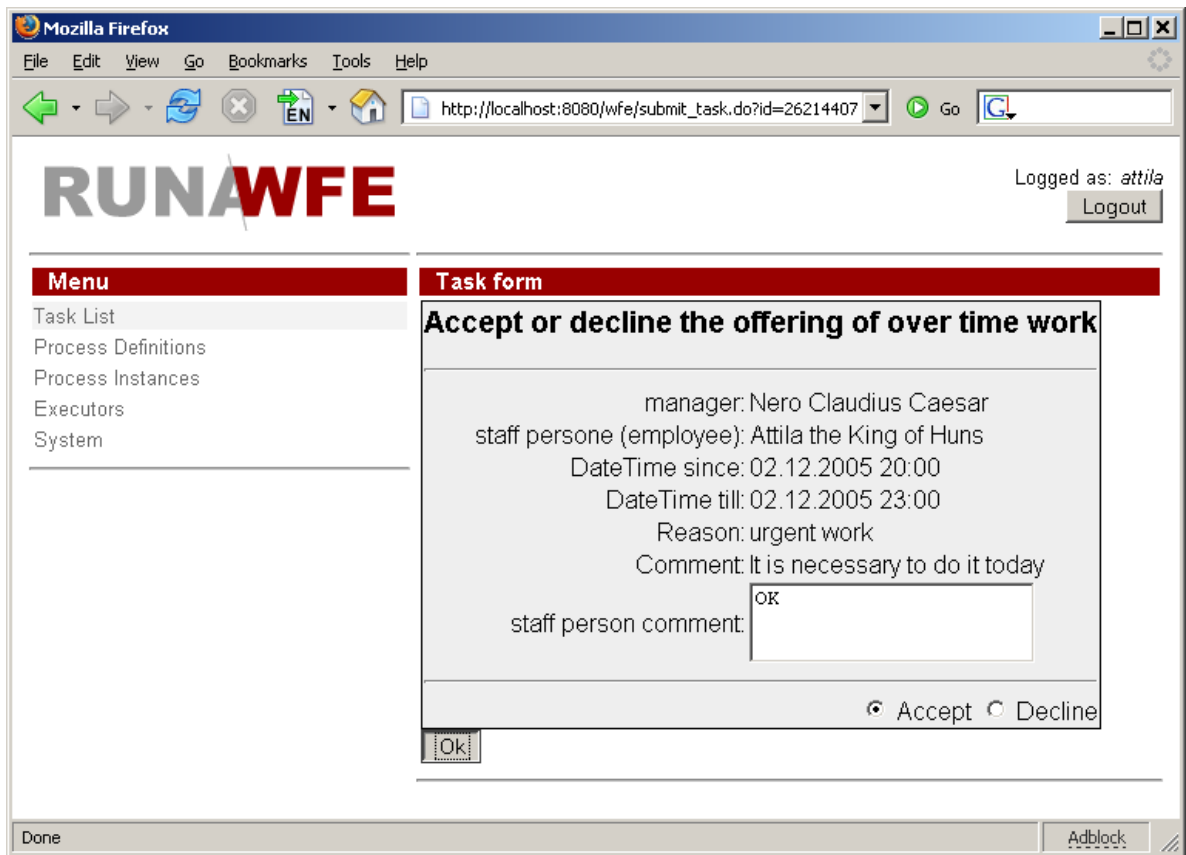 Mozilla Firefox
File Edit View Go Bookmarks Tools Help
EN http://localhost:8080/wfe/submit_task.do?id=26214407 Go G
RUNAWFE
Logged as: attila
Logout
Menu
Task List
Process Definitions
Process Instances
Executors
System
Task form
Accept or decline the offering of over time work
manager: Nero Claudius Caesar
staff persone (employee): Attila the King of Huns
DateTime since: 02.12.2005 20:00
DateTime till: 02.12.2005 23:00
Reason: urgent work
Comment: It is necessary to do it today
staff person comment: OK
Accept Decline
Ok
Done Adblock